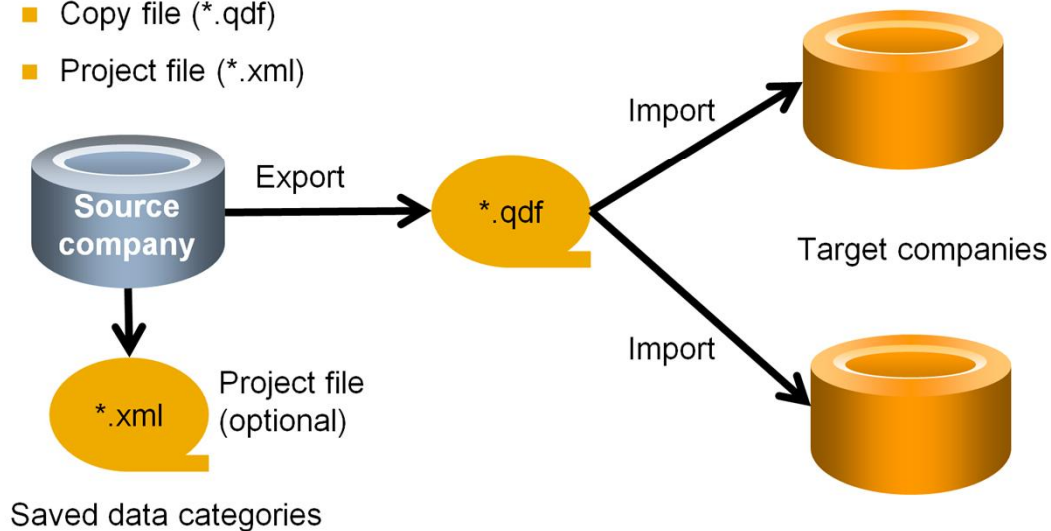 Copy file (*.qdf)
Project file (*.xml)
Import
Export
Source
company
*.qdf
Target companies
Import
Project file
(optional)
*.xml
Saved data categories